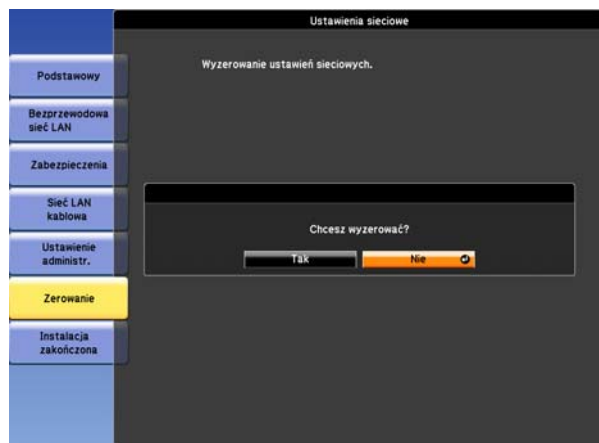 Ustawienia sieciowe
Podstawowy
Bezprzewodowa
sieć LAN
Zabezpieczenia
Sieć LAN
kablowa
Ustawienie
administr.
Zerowanie
Instalacja
zakończona
Wyzerowanie ustawień sieciowych.
Chcesz wyzerować?
Tak
Nie